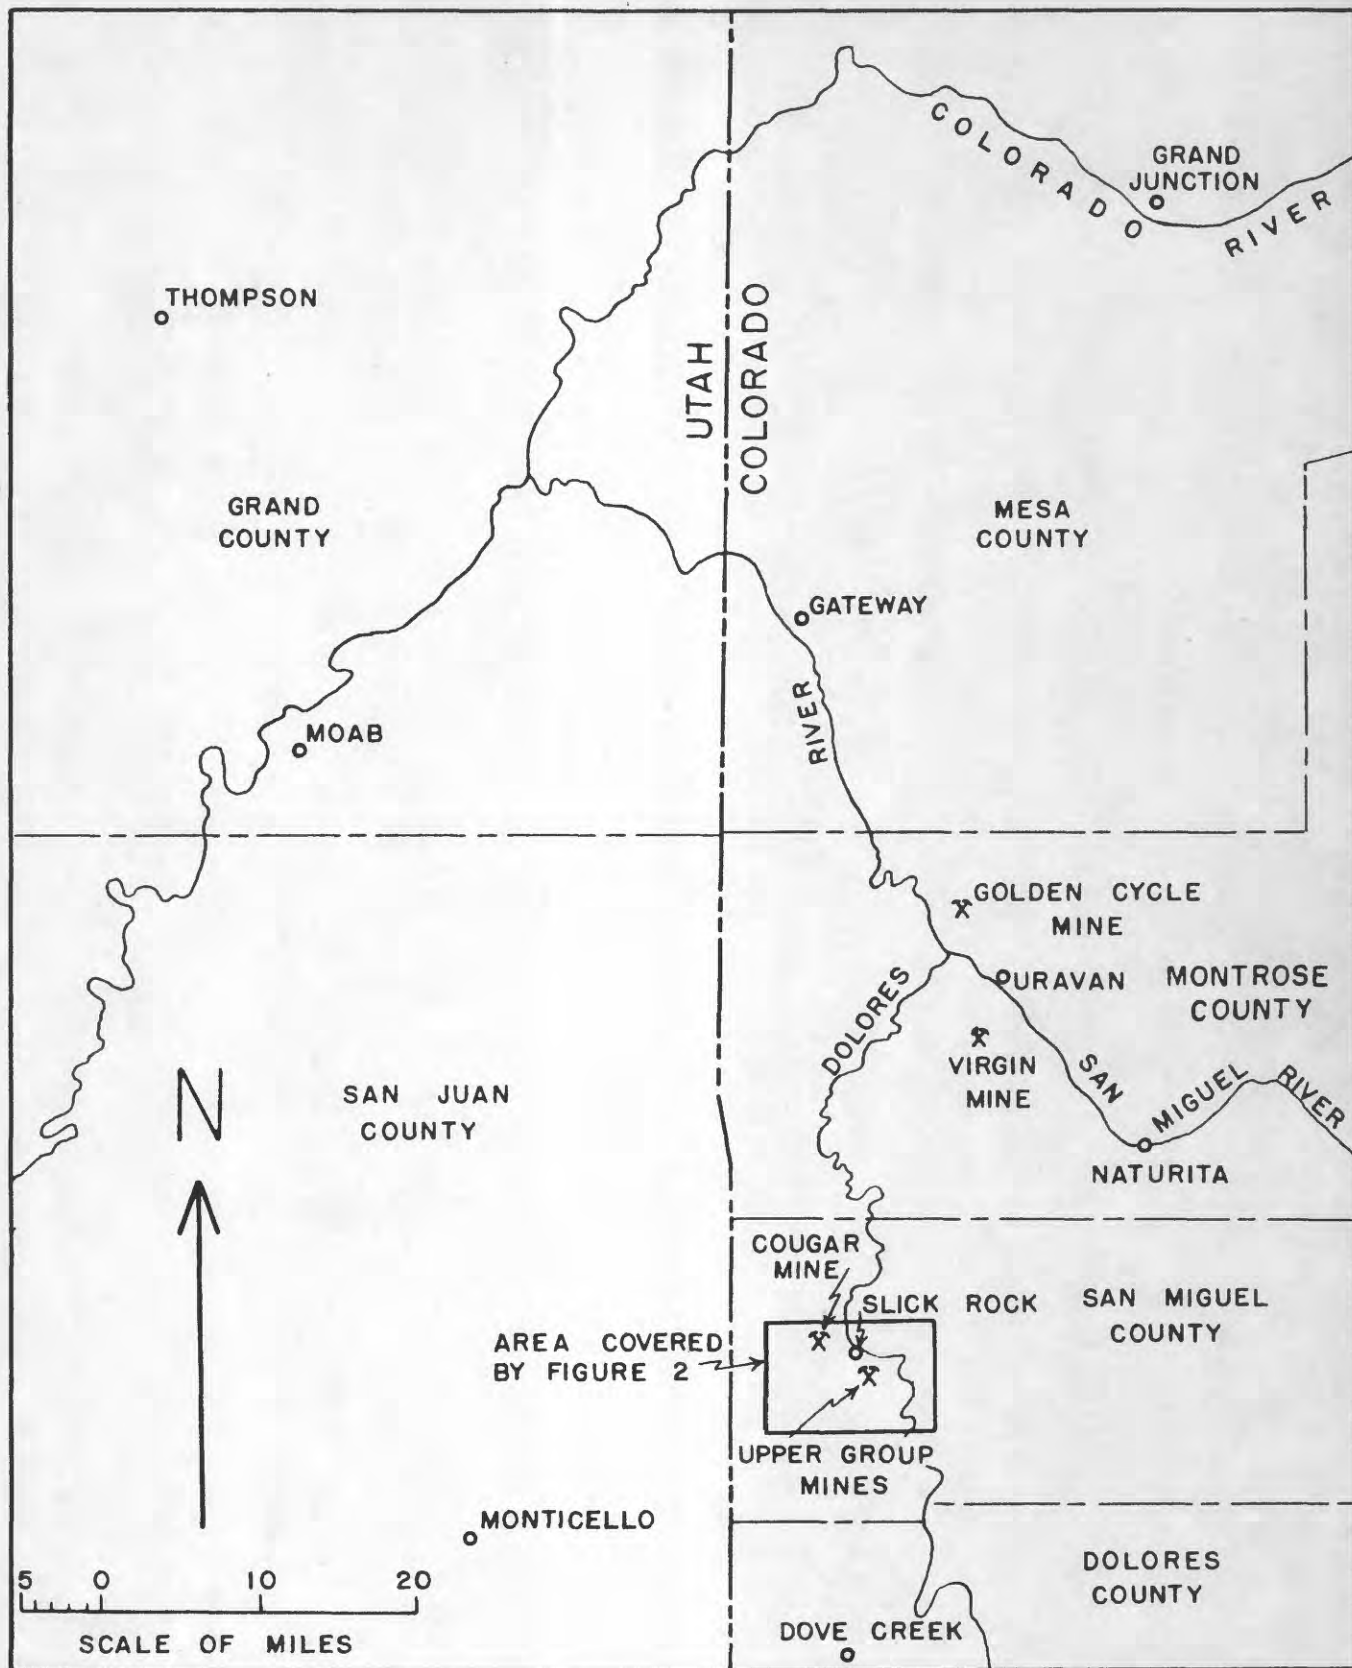 COLORADO RIVER
GRAND
JUNCTION
THOMPSON
UTAH
COLORADO
GRAND
COUNTY
MESA
COUNTY
GATEWAY
RIVER
MOAB
GOLDEN CYCLE
MINE
URAVAN
MONTROSE
COUNTY
DOLORES
VIRGIN
MINE
SAN MIGUEL RIVER
N
SAN JUAN
COUNTY
NATURITA
COUGAR
MINE
SLICK ROCK
SAN MIGUEL
COUNTY
AREA COVERED
BY FIGURE 2
UPPER GROUP
MINES
MONTICELLO
DOLORES
COUNTY
5 0 10 20
SCALE OF MILES
DOVE CREEK